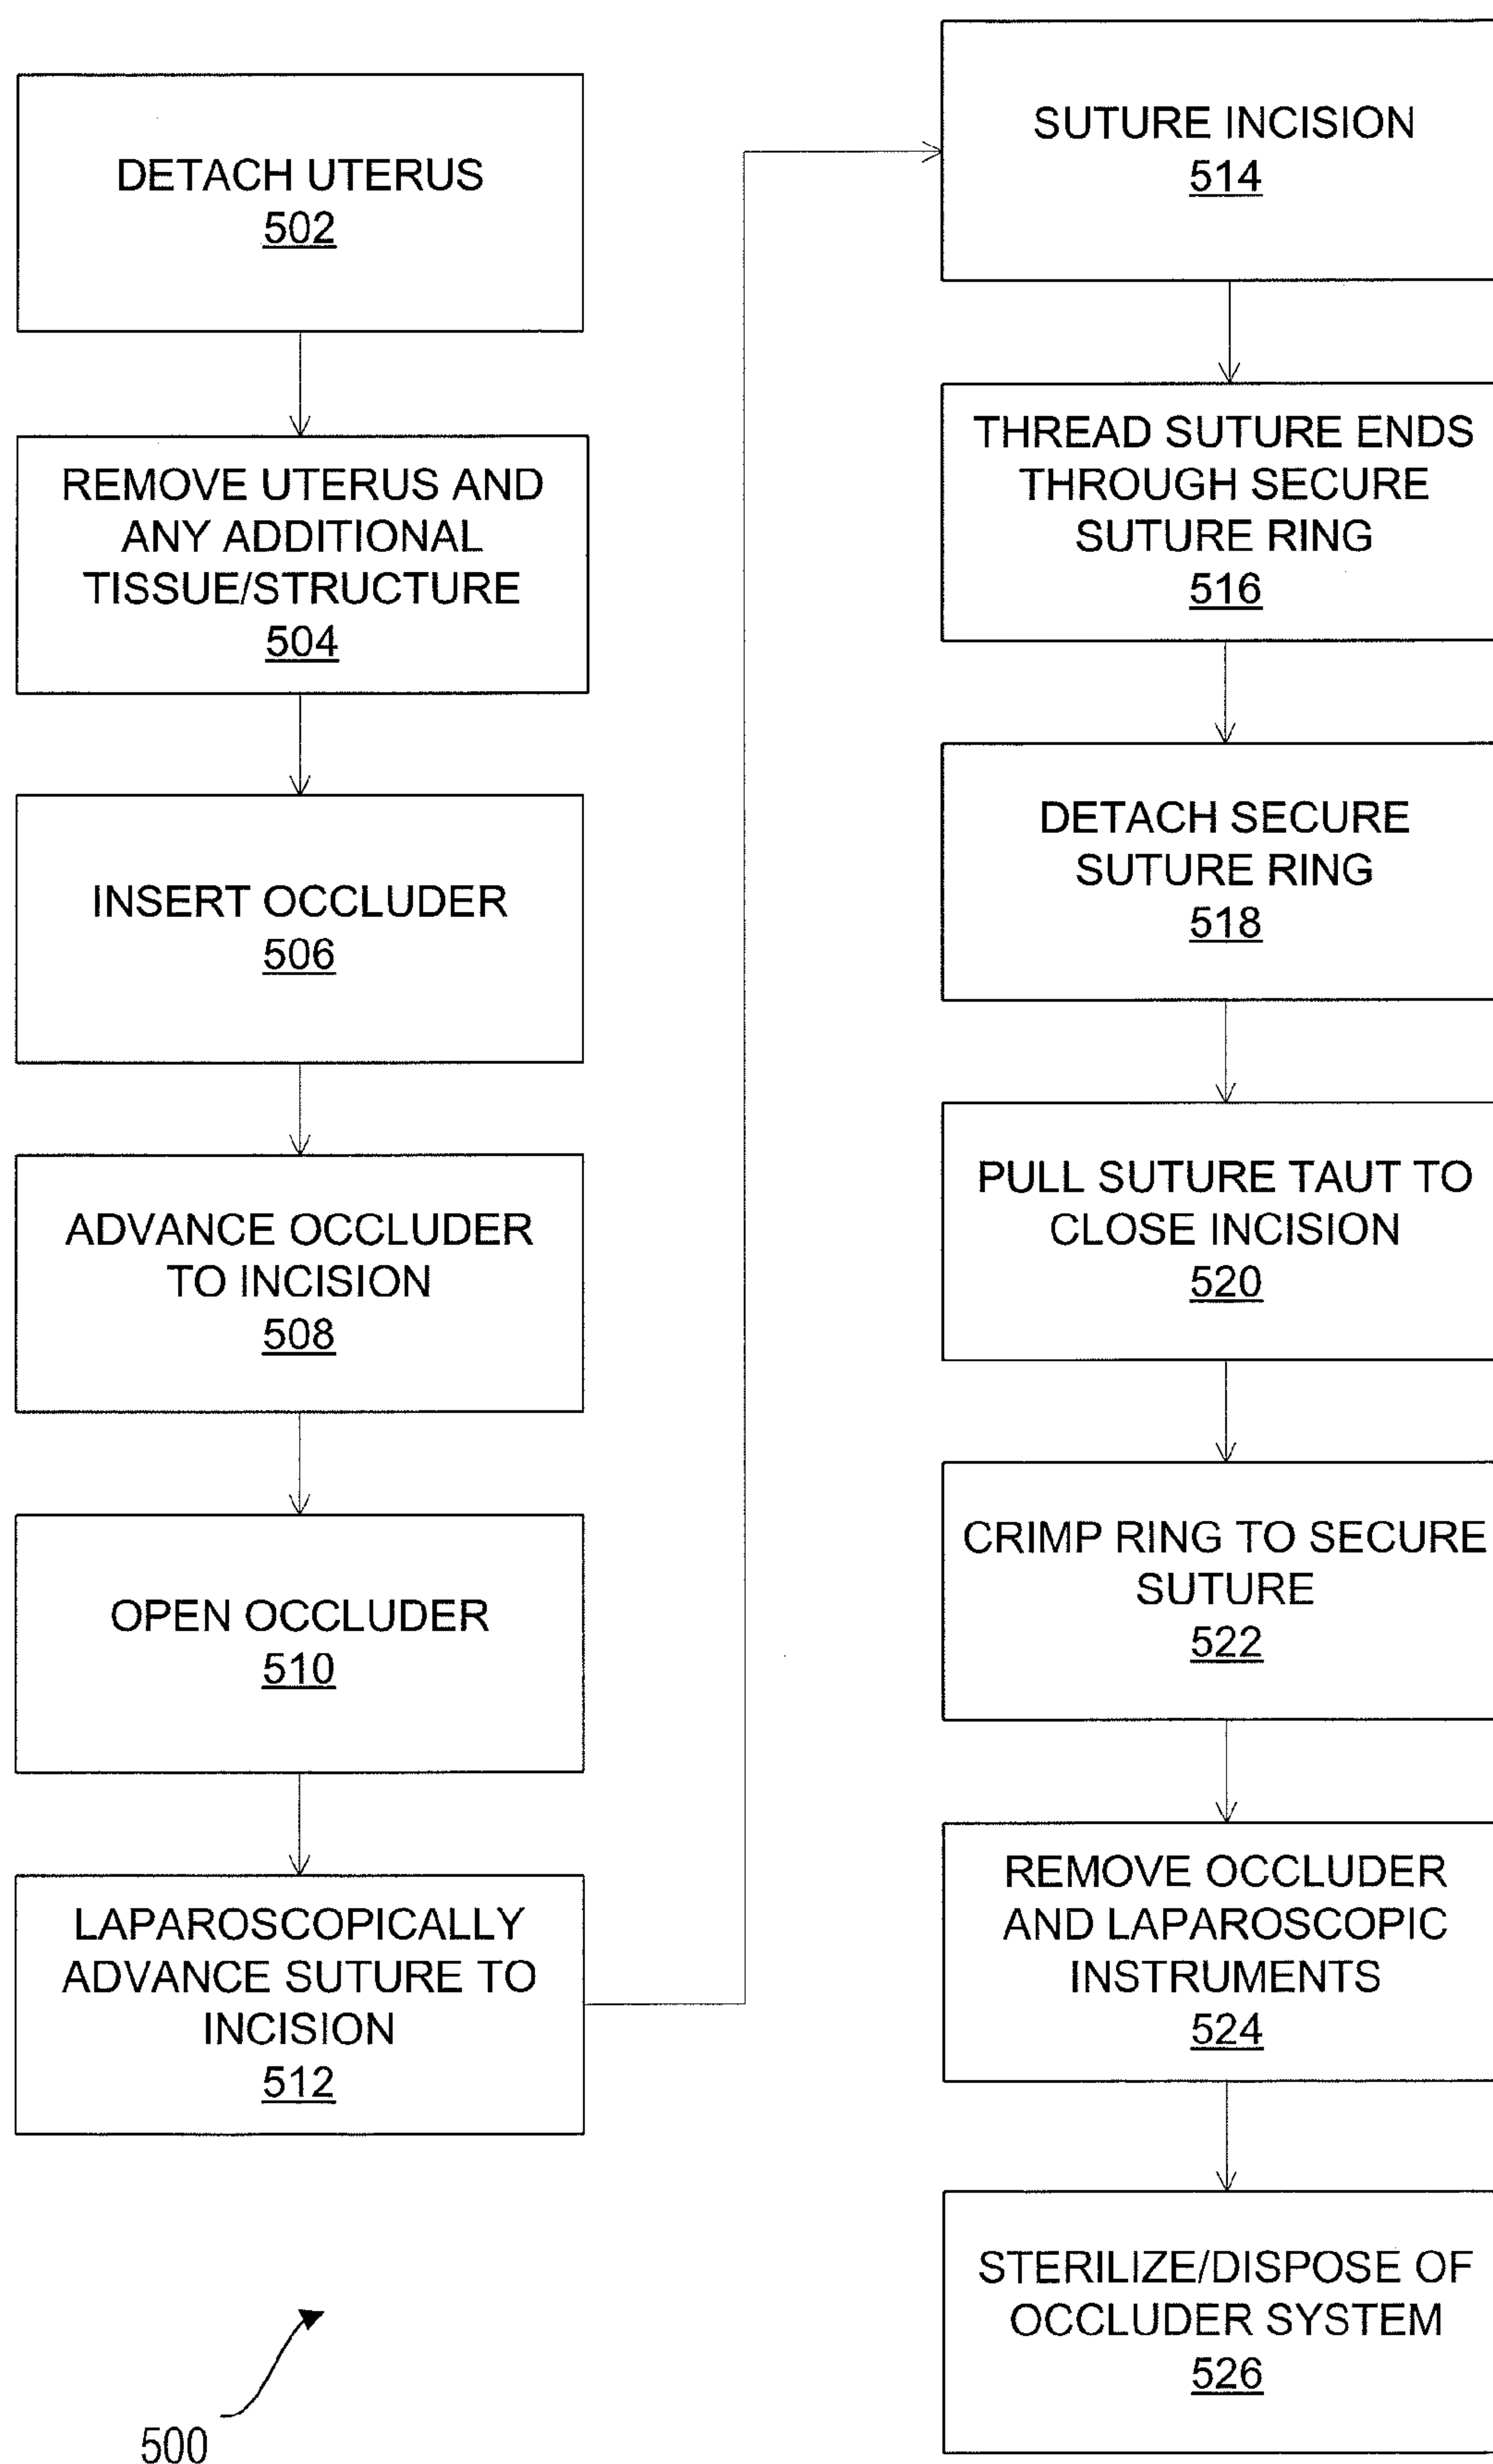 DETACH UTERUS
502
REMOVE UTERUS AND
ANY ADDITIONAL
TISSUE/STRUCTURE
504
INSERT OCCLUDER
506
ADVANCE OCCLUDER
TO INCISION
508
OPEN OCCLUDER
510
LAPAROSCOPICALLY
ADVANCE SUTURE TO
INCISION
512
SUTURE INCISION
514
THREAD SUTURE ENDS
THROUGH SECURE
SUTURE RING
516
DETACH SECURE
SUTURE RING
518
PULL SUTURE TAUT TO
CLOSE INCISION
520
CRIMP RING TO SECURE
SUTURE
522
REMOVE OCCLUDER
AND LAPAROSCOPIC
INSTRUMENTS
524
STERILIZE/DISPOSE OF
OCCLUDER SYSTEM
526
500